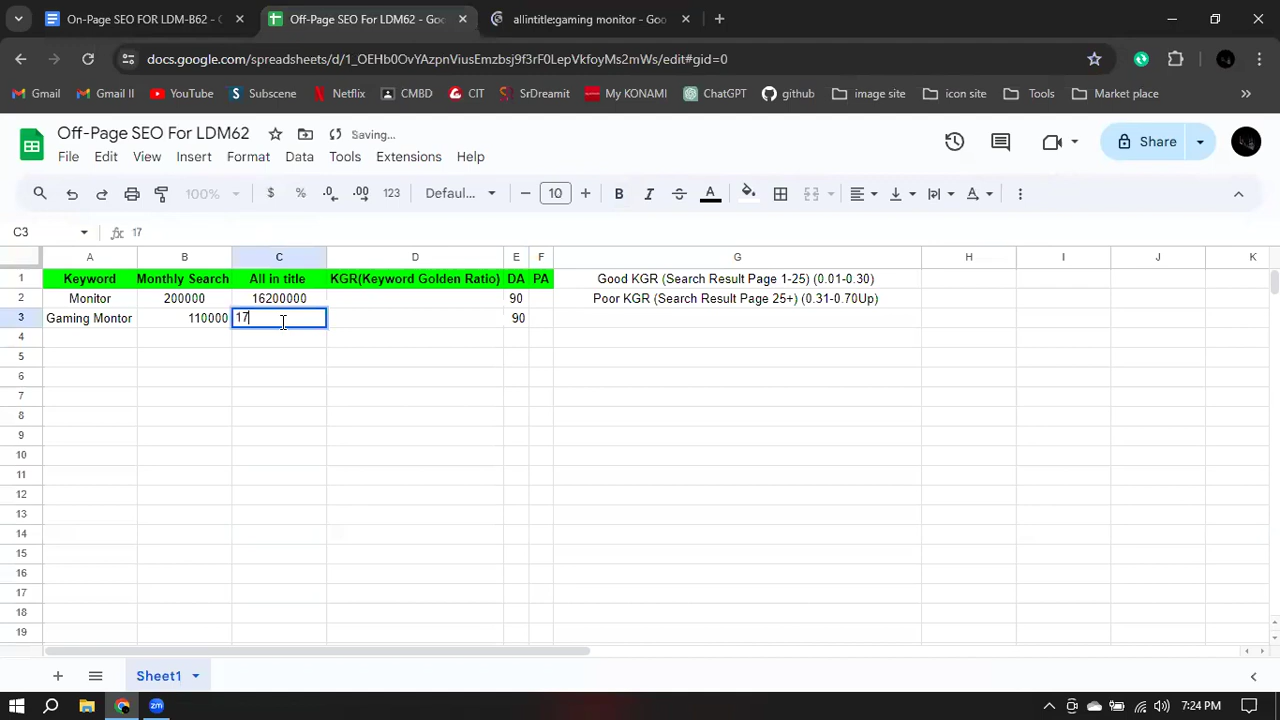 On-Page SEO FOR LDM-B62 - G
Off-Page SEO For LDM62 - Goo
allintitle:gaming monitor - Goo
docs.google.com/spreadsheets/d/1_OEHb0OvYAzpnViusEmzbsj9f3rF0LepVkfoyMs2mWs/edit#gid=0
Gmail Gmail II YouTube Subscene Netflix CMBD CIT SrDreamit My KONAMI ChatGPT github image site icon site Tools Market place
Off-Page SEO For LDM62 Saving...
Share
File Edit View Insert Format Data Tools Extensions Help
100% $ % .0 .00 123 Defaul... 10 B I A
C3 fx 17
A B C D E F G H I J K
1 Keyword Monthly Search All in title KGR(Keyword Golden Ratio) DA PA Good KGR (Search Result Page 1-25) (0.01-0.30)
2 Monitor 200000 16200000 90 Poor KGR (Search Result Page 25+) (0.31-0.70Up)
3 Gaming Montor 110000 17 90
4
5
6
7
8
9
10
11
12
13
14
15
16
17
18
19
Sheet1
zm 7:24 PM